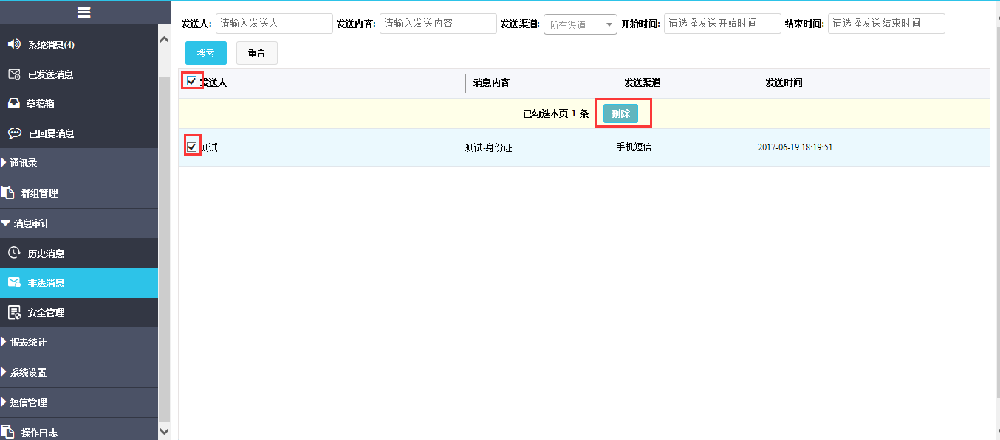 系统消息(4)
已发送消息
草稿箱
已回复消息
通讯录
群组管理
消息审计
历史消息
非法消息
安全管理
报表统计
系统设置
短信管理
操作日志
发送人: 请输入发送人 发送内容: 请输入发送内容 发送渠道: 所有渠道 开始时间: 请选择发送开始时间 结束时间: 请选择发送结束时间
搜索 重置
发送人 消息内容 发送渠道 发送时间
已勾选本页 1 条 删除
测试 测试-身份证 手机短信 2017-06-19 18:19:51